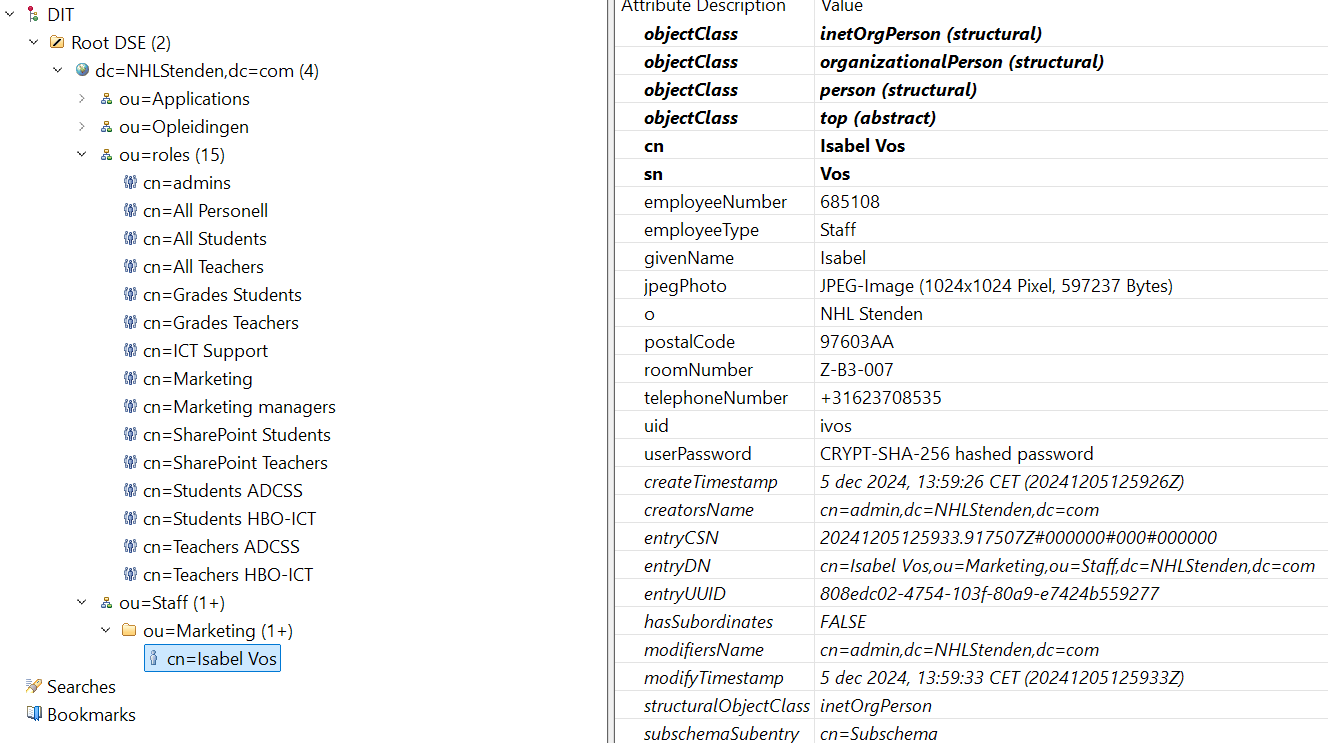 DIT
Root DSE (2)
dc=NHLStenden,dc=com (4)
ou=Applications
ou=Opleidingen
ou=roles (15)
cn=admins
cn=All Personell
cn=All Students
cn=All Teachers
cn=Grades Students
cn=Grades Teachers
cn=ICT Support
cn=Marketing
cn=Marketing managers
cn=SharePoint Students
cn=SharePoint Teachers
cn=Students ADCSS
cn=Students HBO-ICT
cn=Teachers ADCSS
cn=Teachers HBO-ICT
ou=Staff (1+)
ou=Marketing (1+)
cn=Isabel Vos
Searches
Bookmarks
Attribute Description Value
objectClass inetOrgPerson (structural)
objectClass organizationalPerson (structural)
objectClass person (structural)
objectClass top (abstract)
cn Isabel Vos
sn Vos
employeeNumber 685108
employeeType Staff
givenName Isabel
jpegPhoto JPEG-Image (1024x1024 Pixel, 597237 Bytes)
o NHL Stenden
postalCode 97603AA
roomNumber Z-B3-007
telephoneNumber +31623708535
uid ivos
userPassword CRYPT-SHA-256 hashed password
createTimestamp 5 dec 2024, 13:59:26 CET (20241205125926Z)
creatorsName cn=admin,dc=NHLStenden,dc=com
entryCSN 20241205125933.917507Z#000000#000#000000
entryDN cn=Isabel Vos,ou=Marketing,ou=Staff,dc=NHLStenden,dc=com
entryUUID 808edc02-4754-103f-80a9-e7424b559277
hasSubordinates FALSE
modifiersName cn=admin,dc=NHLStenden,dc=com
modifyTimestamp 5 dec 2024, 13:59:33 CET (20241205125933Z)
structuralObjectClass inetOrgPerson
subschemaSubentry cn=Subschema